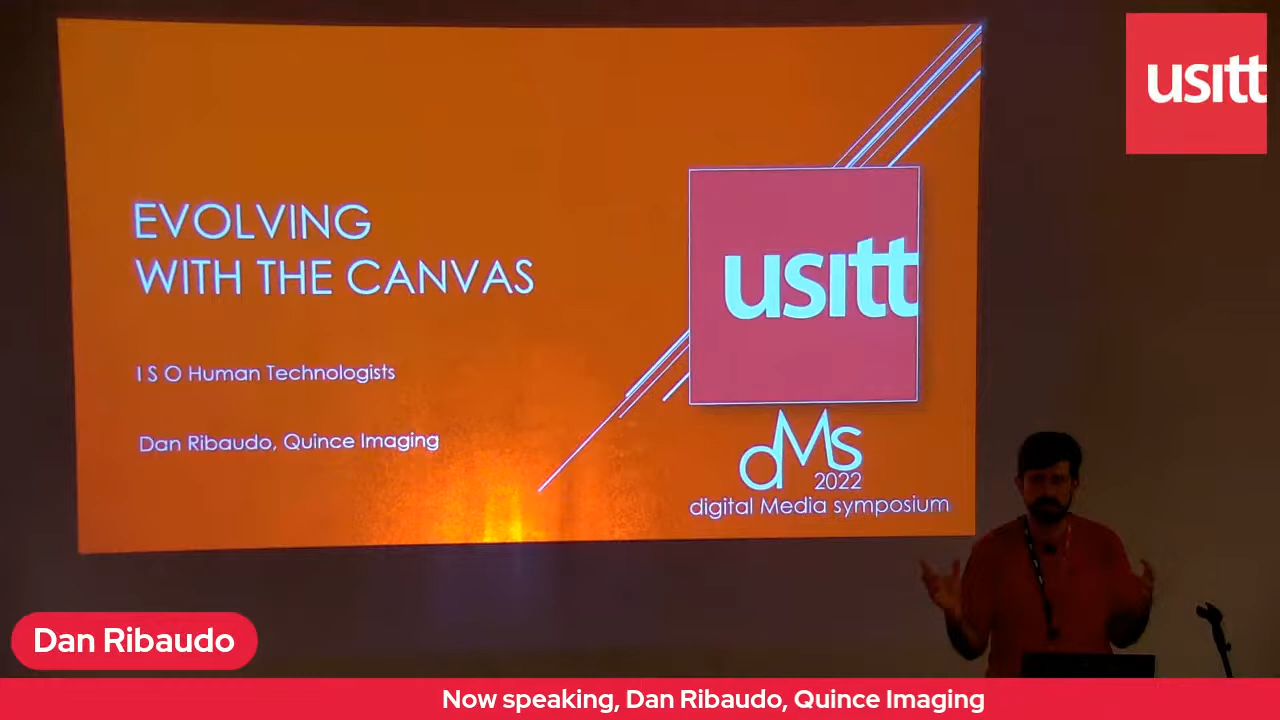 usitt
EVOLVING
WITH THE CANVAS
I S O Human Technologists
Dan Ribaudo, Quince Imaging
usitt
dMs
2022
digital Media symposium
Dan Ribaudo
Now speaking, Dan Ribaudo, Quince Imaging